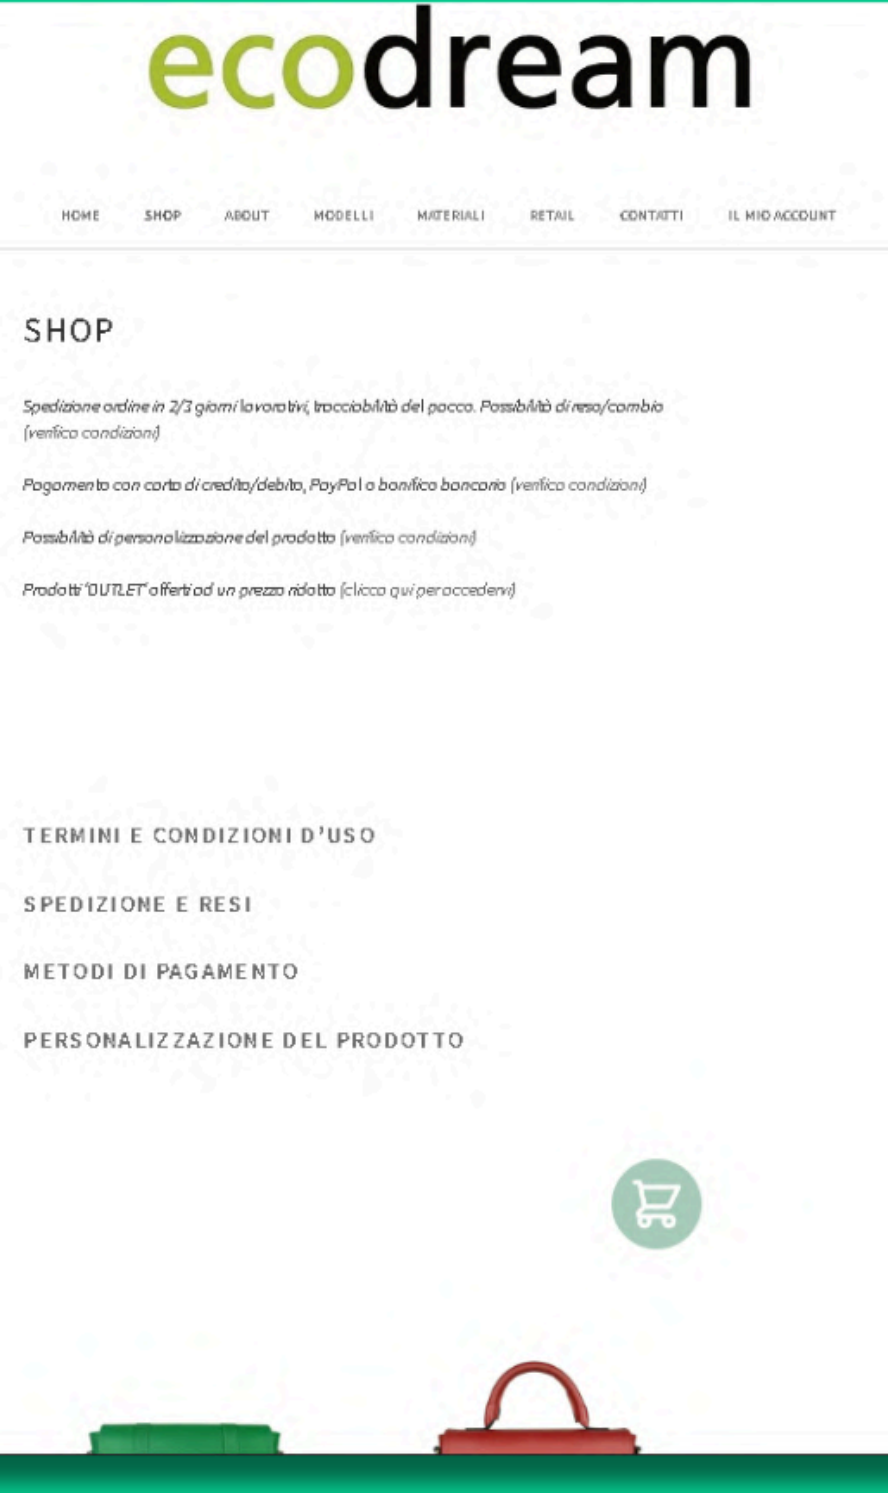 ecodream
HOME SHOP ABOUT MODELLI MATERIALI RETAIL CONTATTI IL MIO ACCOUNT
SHOP
Spedizione ordine in 2/3 giorni lavorativi, tracciabilità del pacco. Possibilità di reso/cambio
(verifica condizioni)
Pagamento con carta di credito/debito, PayPal o bonifico bancario (verifica condizioni)
Possibilità di personalizzazione del prodotto (verifica condizioni)
Prodotti 'OUTLET' offerti ad un prezzo ridotto (clicca qui per accedervi)
TERMINI E CONDIZIONI D'USO
SPEDIZIONE E RESI
METODI DI PAGAMENTO
PERSONALIZZAZIONE DEL PRODOTTO